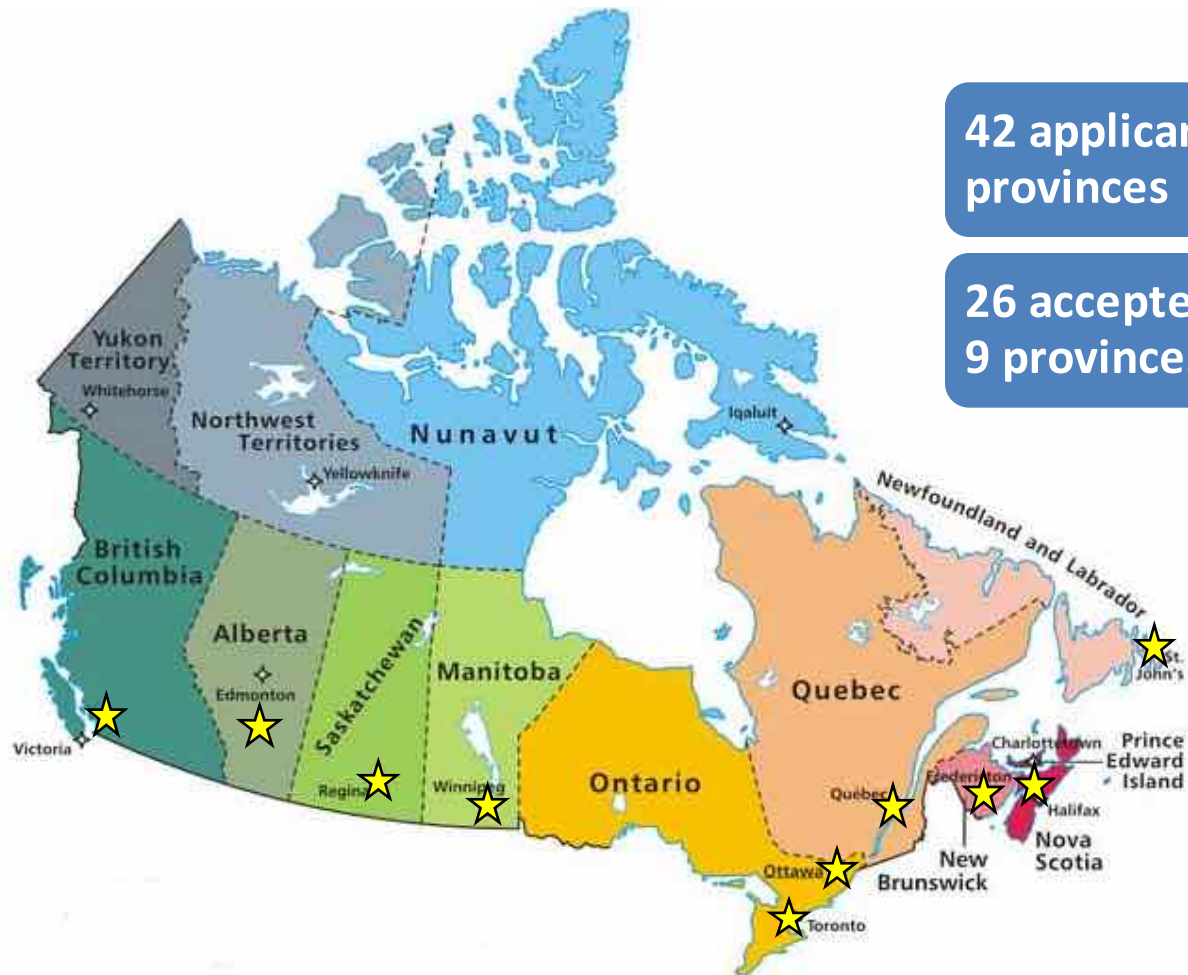 42 applican
provinces
26 accepte
9 province
Yukon
Territory
Whitehorse
Northwest
Territories
Yellowknife
Nunavut
Iqaluit
Newfoundland and Labrador
British
Columbia
Alberta
Edmonton
Saskatchewan
Manitoba
Quebec
St.
John's
Victoria
Regina
Winnipeg
Ontario
Québec
Charlottetown
Fredericton
Prince
Edward
Island
Halifax
Nova
Scotia
New
Brunswick
Ottawa
Toronto